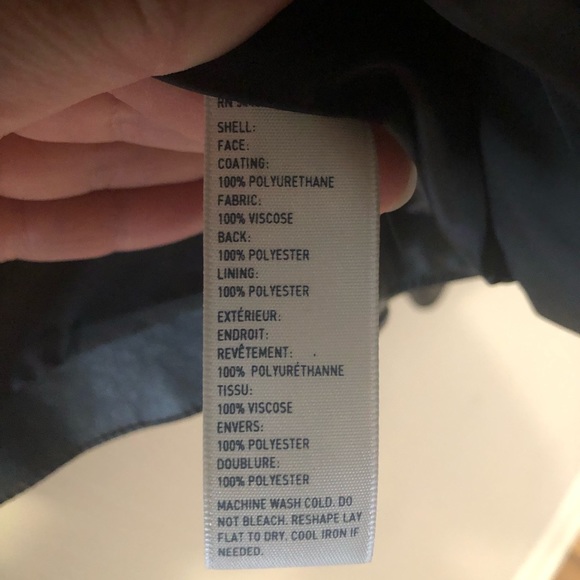 RN
SHELL:
FACE:
COATING:
100% POLYURETHANE
FABRIC:
100% VISCOSE
BACK:
100% POLYESTER
LINING:
100% POLYESTER
EXTÉRIEUR:
ENDROIT:
REVÊTEMENT:
100% POLYURÉTHANNE
TISSU:
100% VISCOSE
ENVERS:
100% POLYESTER
DOUBLURE:
100% POLYESTER
MACHINE WASH COLD. DO
NOT BLEACH. RESHAPE LAY
FLAT TO DRY. COOL IRON IF
NEEDED.